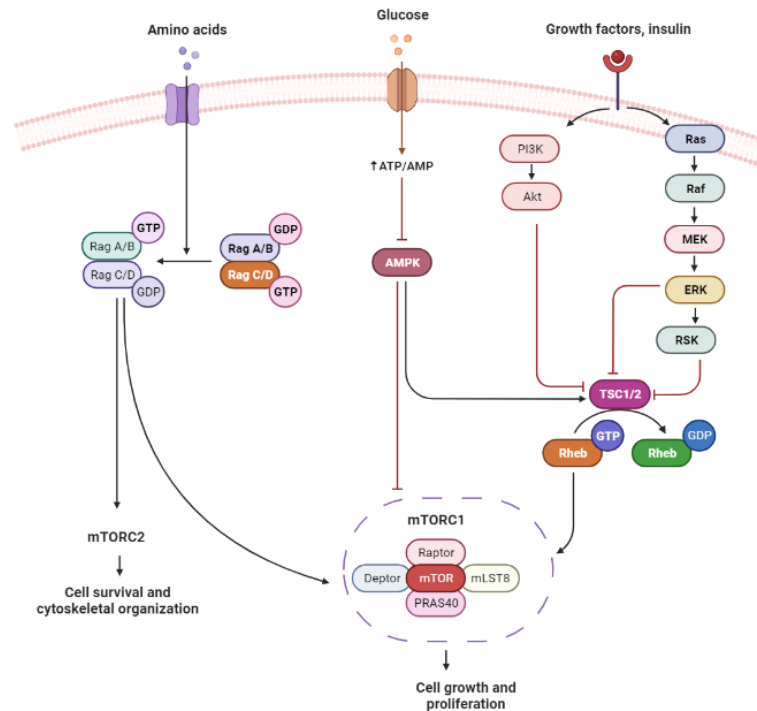 Amino acids
Glucose
Growth factors, insulin
PI3K
Ras
↑ATP/AMP
Akt
Raf
GTP
GDP
Rag A/B
Rag A/B
MEK
AMPK
Rag C/D
Rag C/D
GDP
GTP
ERK
RSK
TSC1/2
GTP
GDP
Rheb
Rheb
mTORC1
mTORC2
Raptor
Deptor
mTOR
mLST8
PRAS40
Cell survival and
cytoskeletal organization
Cell growth and
proliferation